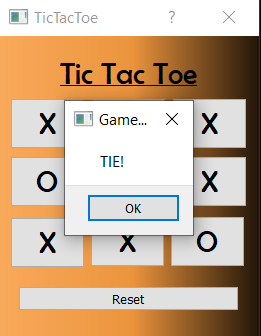 TicTacToe ?
Tic Tac Toe
X X
Game...
O TIE! X
OK
X X O
Reset